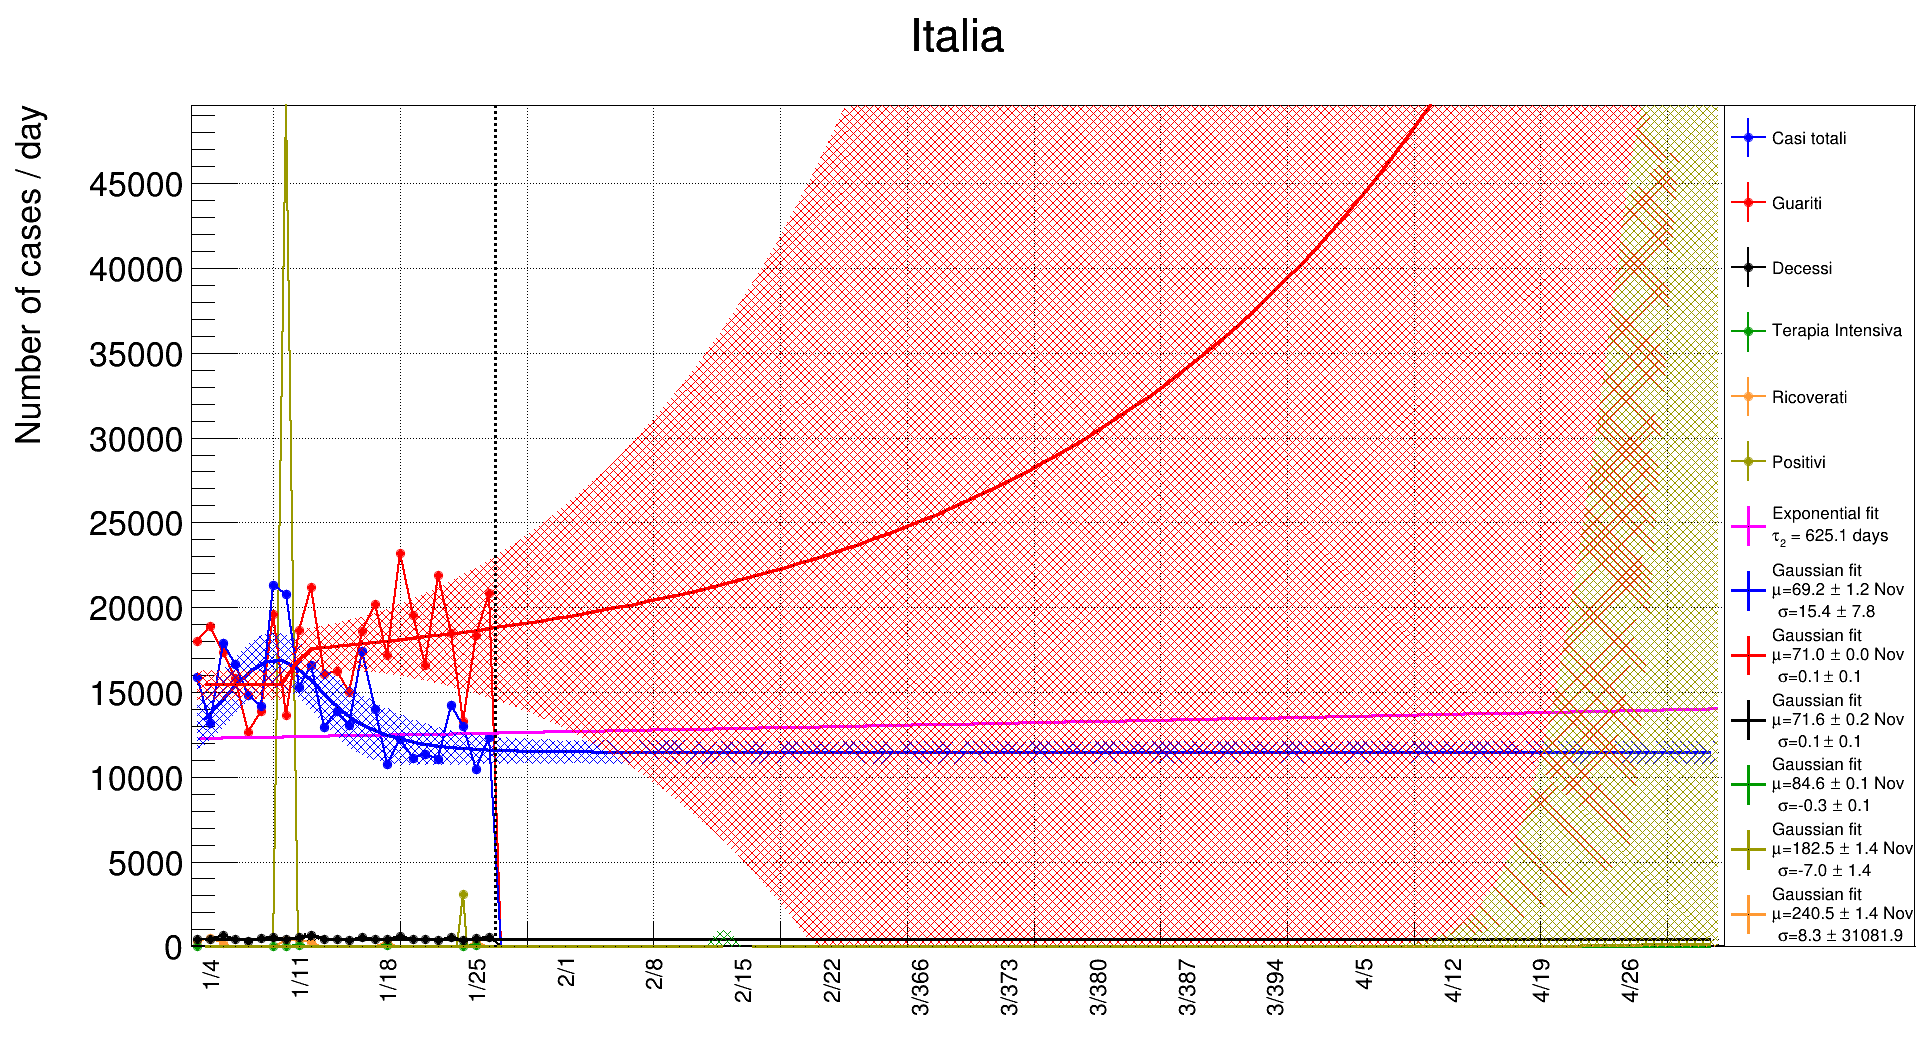 Italia
Number of cases / day
45000
40000
35000
30000
25000
20000
15000
10000
5000
0
1/4
1/11
1/18
1/25
2/1
2/8
2/15
2/22
3/366
3/373
3/380
3/387
3/394
4/5
4/12
4/19
4/26
Casi totali
Guariti
Decessi
Terapia Intensiva
Ricoverati
Positivi
Exponential fit
τ2 = 625.1 days
Gaussian fit
μ=69.2 ± 1.2 Nov
σ=15.4 ± 7.8
Gaussian fit
μ=71.0 ± 0.0 Nov
σ=0.1 ± 0.1
Gaussian fit
μ=71.6 ± 0.2 Nov
σ=0.1 ± 0.1
Gaussian fit
μ=84.6 ± 0.1 Nov
σ=-0.3 ± 0.1
Gaussian fit
μ=182.5 ± 1.4 Nov
σ=-7.0 ± 1.4
Gaussian fit
μ=240.5 ± 1.4 Nov
σ=8.3 ± 31081.9